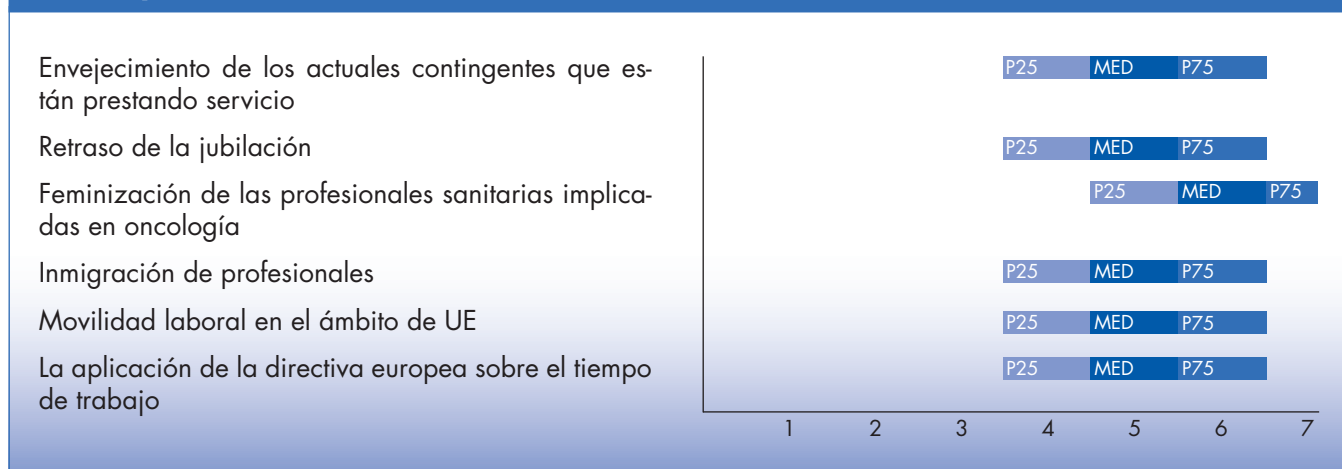 Envejecimiento de los actuales contingentes que es-
tán prestando servicio
P25 MED P75
Retraso de la jubilación
P25 MED P75
Feminización de las profesionales sanitarias implica-
das en oncología
P25 MED P75
Inmigración de profesionales
P25 MED P75
Movilidad laboral en el ámbito de UE
P25 MED P75
La aplicación de la directiva europea sobre el tiempo
de trabajo
P25 MED P75
1 2 3 4 5 6 7